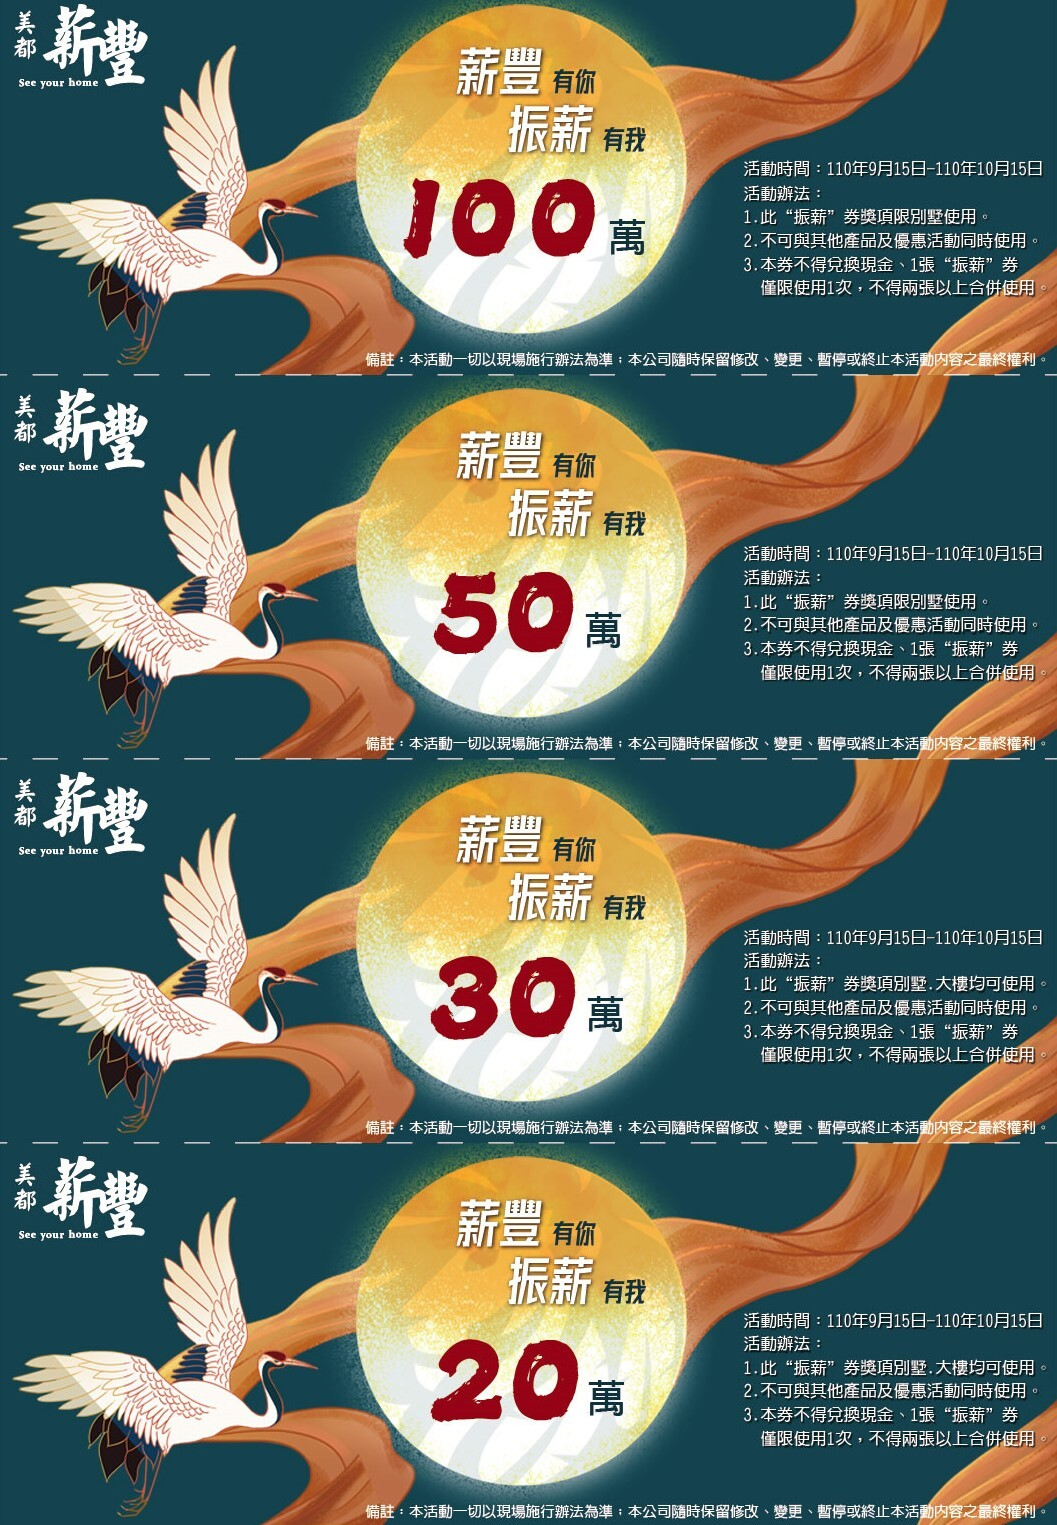 美都 薪豐
See your home
薪豐 有你
振薪 有我
100 萬
活動時間：110年9月15日-110年10月15日
活動辦法：
1.此“振薪”券獎項限別墅使用。
2.不可與其他產品及優惠活動同時使用。
3.本券不得兌換現金、1張“振薪”券
僅限使用1次，不得兩張以上合併使用。
備註：本活動一切以現場施行辦法為準；本公司隨時保留修改、變更、暫停或終止本活動內容之最終權利。
美都 薪豐
See your home
薪豐 有你
振薪 有我
50 萬
活動時間：110年9月15日-110年10月15日
活動辦法：
1.此“振薪”券獎項限別墅使用。
2.不可與其他產品及優惠活動同時使用。
3.本券不得兌換現金、1張“振薪”券
僅限使用1次，不得兩張以上合併使用。
備註：本活動一切以現場施行辦法為準；本公司隨時保留修改、變更、暫停或終止本活動內容之最終權利。
美都 薪豐
See your home
薪豐 有你
振薪 有我
30 萬
活動時間：110年9月15日-110年10月15日
活動辦法：
1.此“振薪”券獎項別墅.大樓均可使用。
2.不可與其他產品及優惠活動同時使用。
3.本券不得兌換現金、1張“振薪”券
僅限使用1次，不得兩張以上合併使用。
備註：本活動一切以現場施行辦法為準；本公司隨時保留修改、變更、暫停或終止本活動內容之最終權利。
美都 薪豐
See your home
薪豐 有你
振薪 有我
20 萬
活動時間：110年9月15日-110年10月15日
活動辦法：
1.此“振薪”券獎項別墅.大樓均可使用。
2.不可與其他產品及優惠活動同時使用。
3.本券不得兌換現金、1張“振薪”券
僅限使用1次，不得兩張以上合併使用。
備註：本活動一切以現場施行辦法為準；本公司隨時保留修改、變更、暫停或終止本活動內容之最終權利。